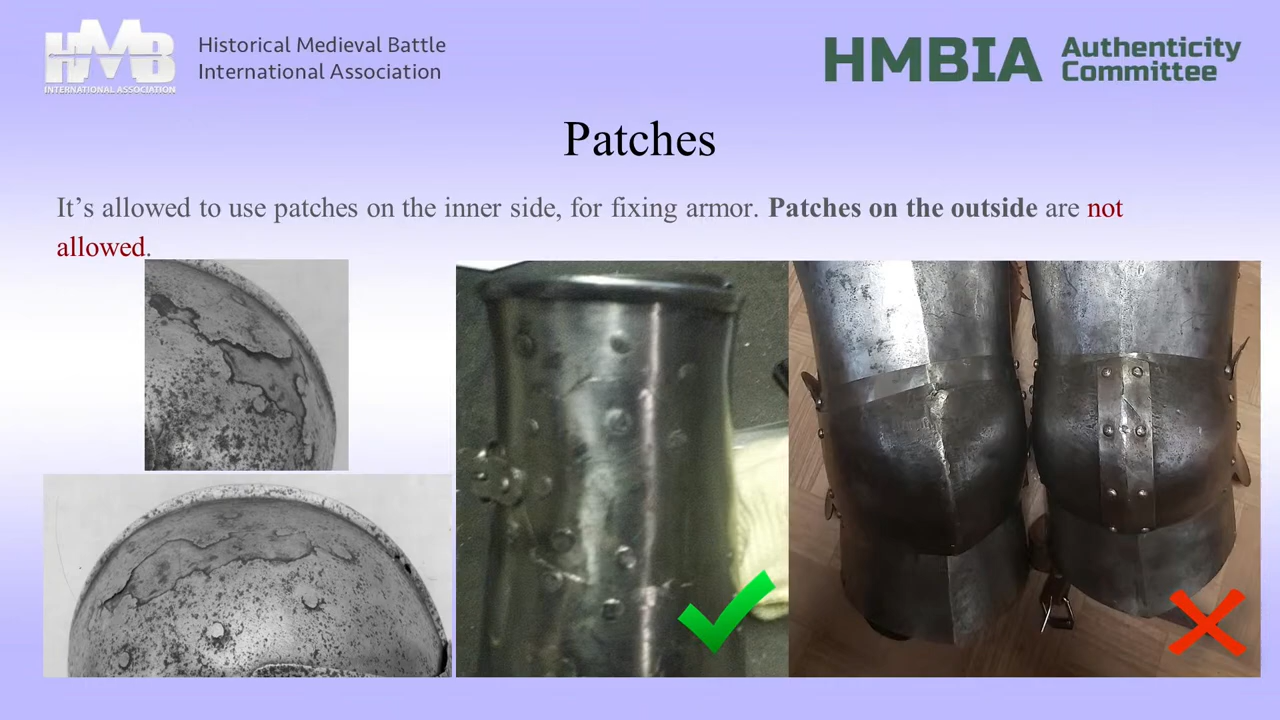 HMB
INTERNATIONAL ASSOCIATION
Historical Medieval Battle
International Association
HMBIA
Authenticity
Committee
Patches
It’s allowed to use patches on the inner side, for fixing armor. Patches on the outside are not
allowed.